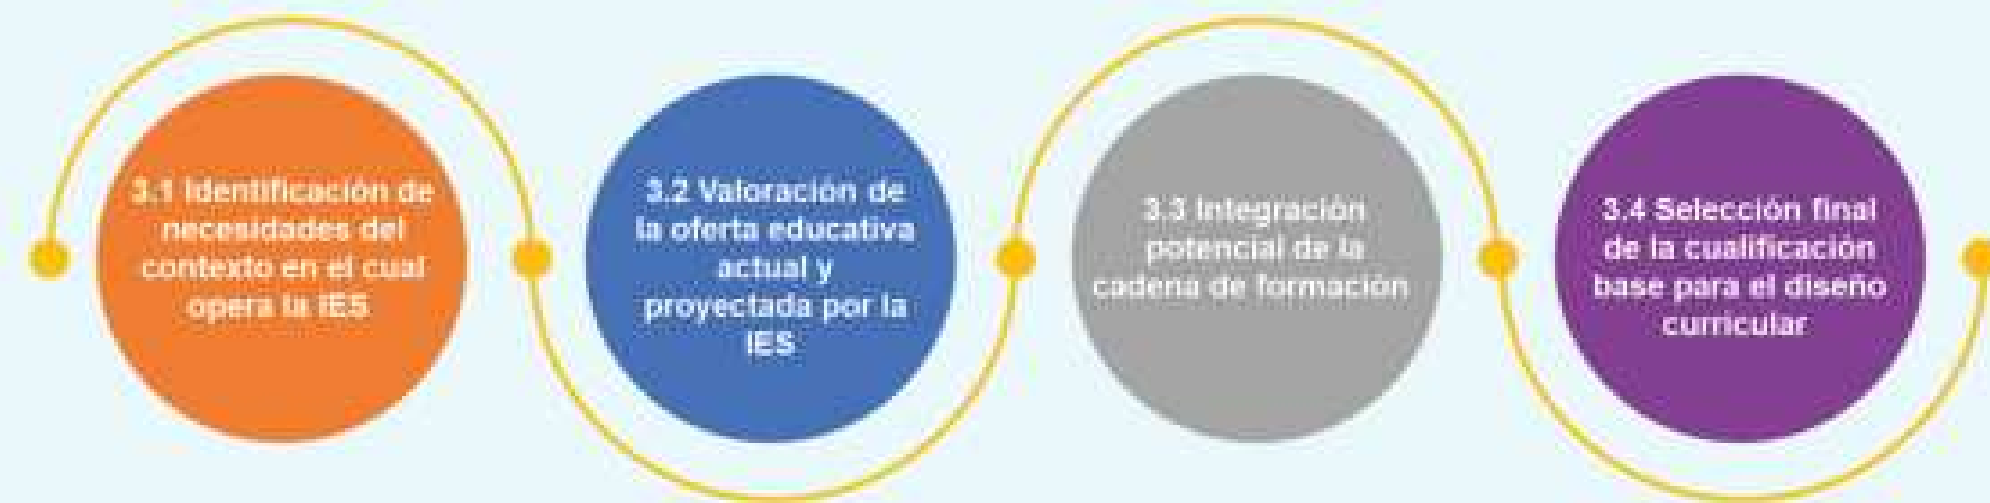 3.1 Identificación de
necesidades del
contexto en el cual
opera la IES
3.2 Valoración de
la oferta educativa
actual y
proyectada por la
IES
3.3 Integración
potencial de la
cadena de formación
3.4 Selección final
de la cualificación
base para el diseño
curricular